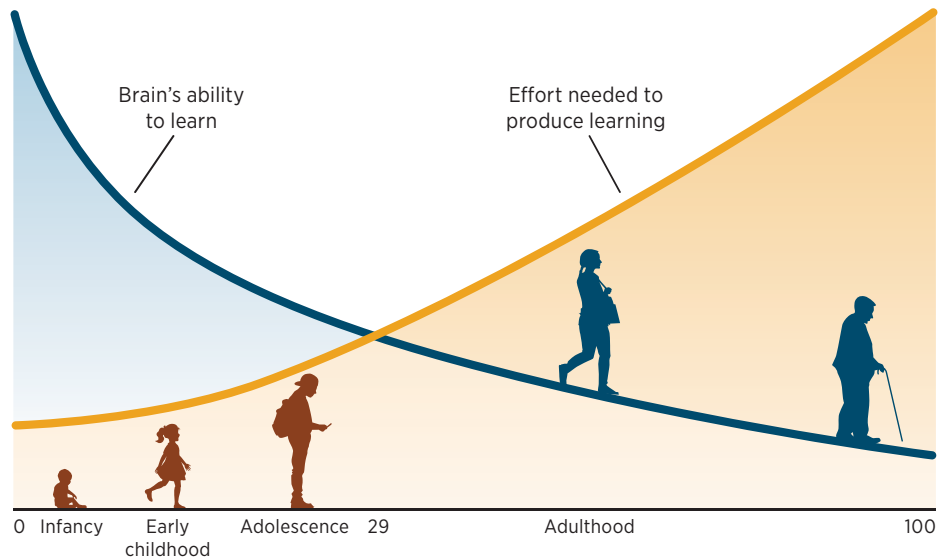 Brain’s ability
to learn
Effort needed to
produce learning
0 Infancy Early childhood Adolescence 29 Adulthood 100